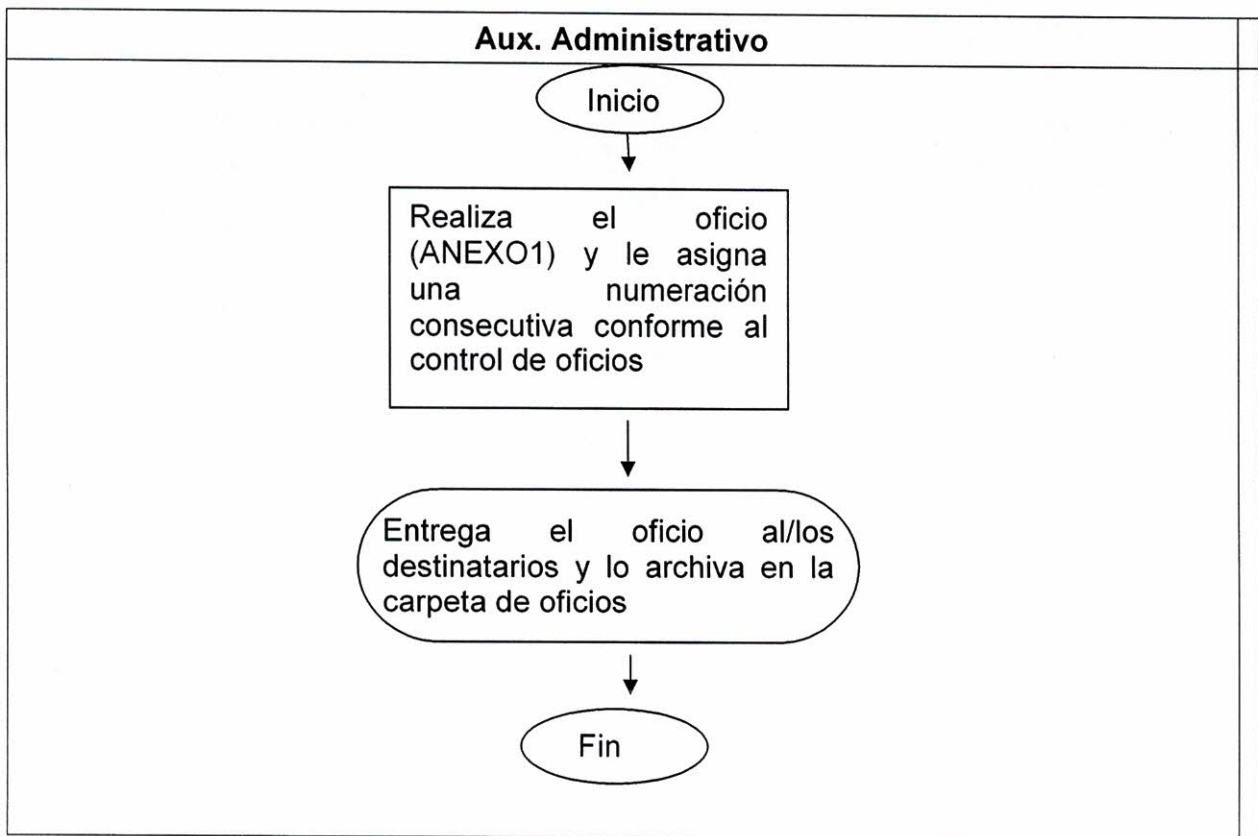 Aux. Administrativo
Inicio
Realiza el oficio
(ANEXO1) y le asigna
una numeración
consecutiva conforme al
control de oficios
Entrega el oficio al/los
destinatarios y lo archiva en la
carpeta de oficios
Fin